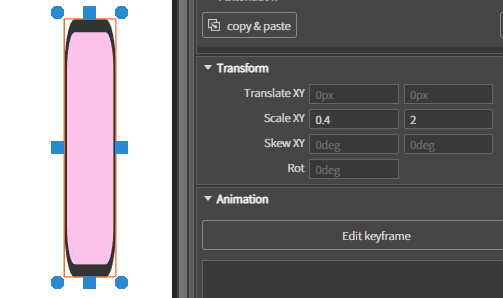 copy & paste
Transform
Translate XY 0px 0px
Scale XY 0.4 2
Skew XY 0deg 0deg
Rot 0deg
Animation
Edit keyframe